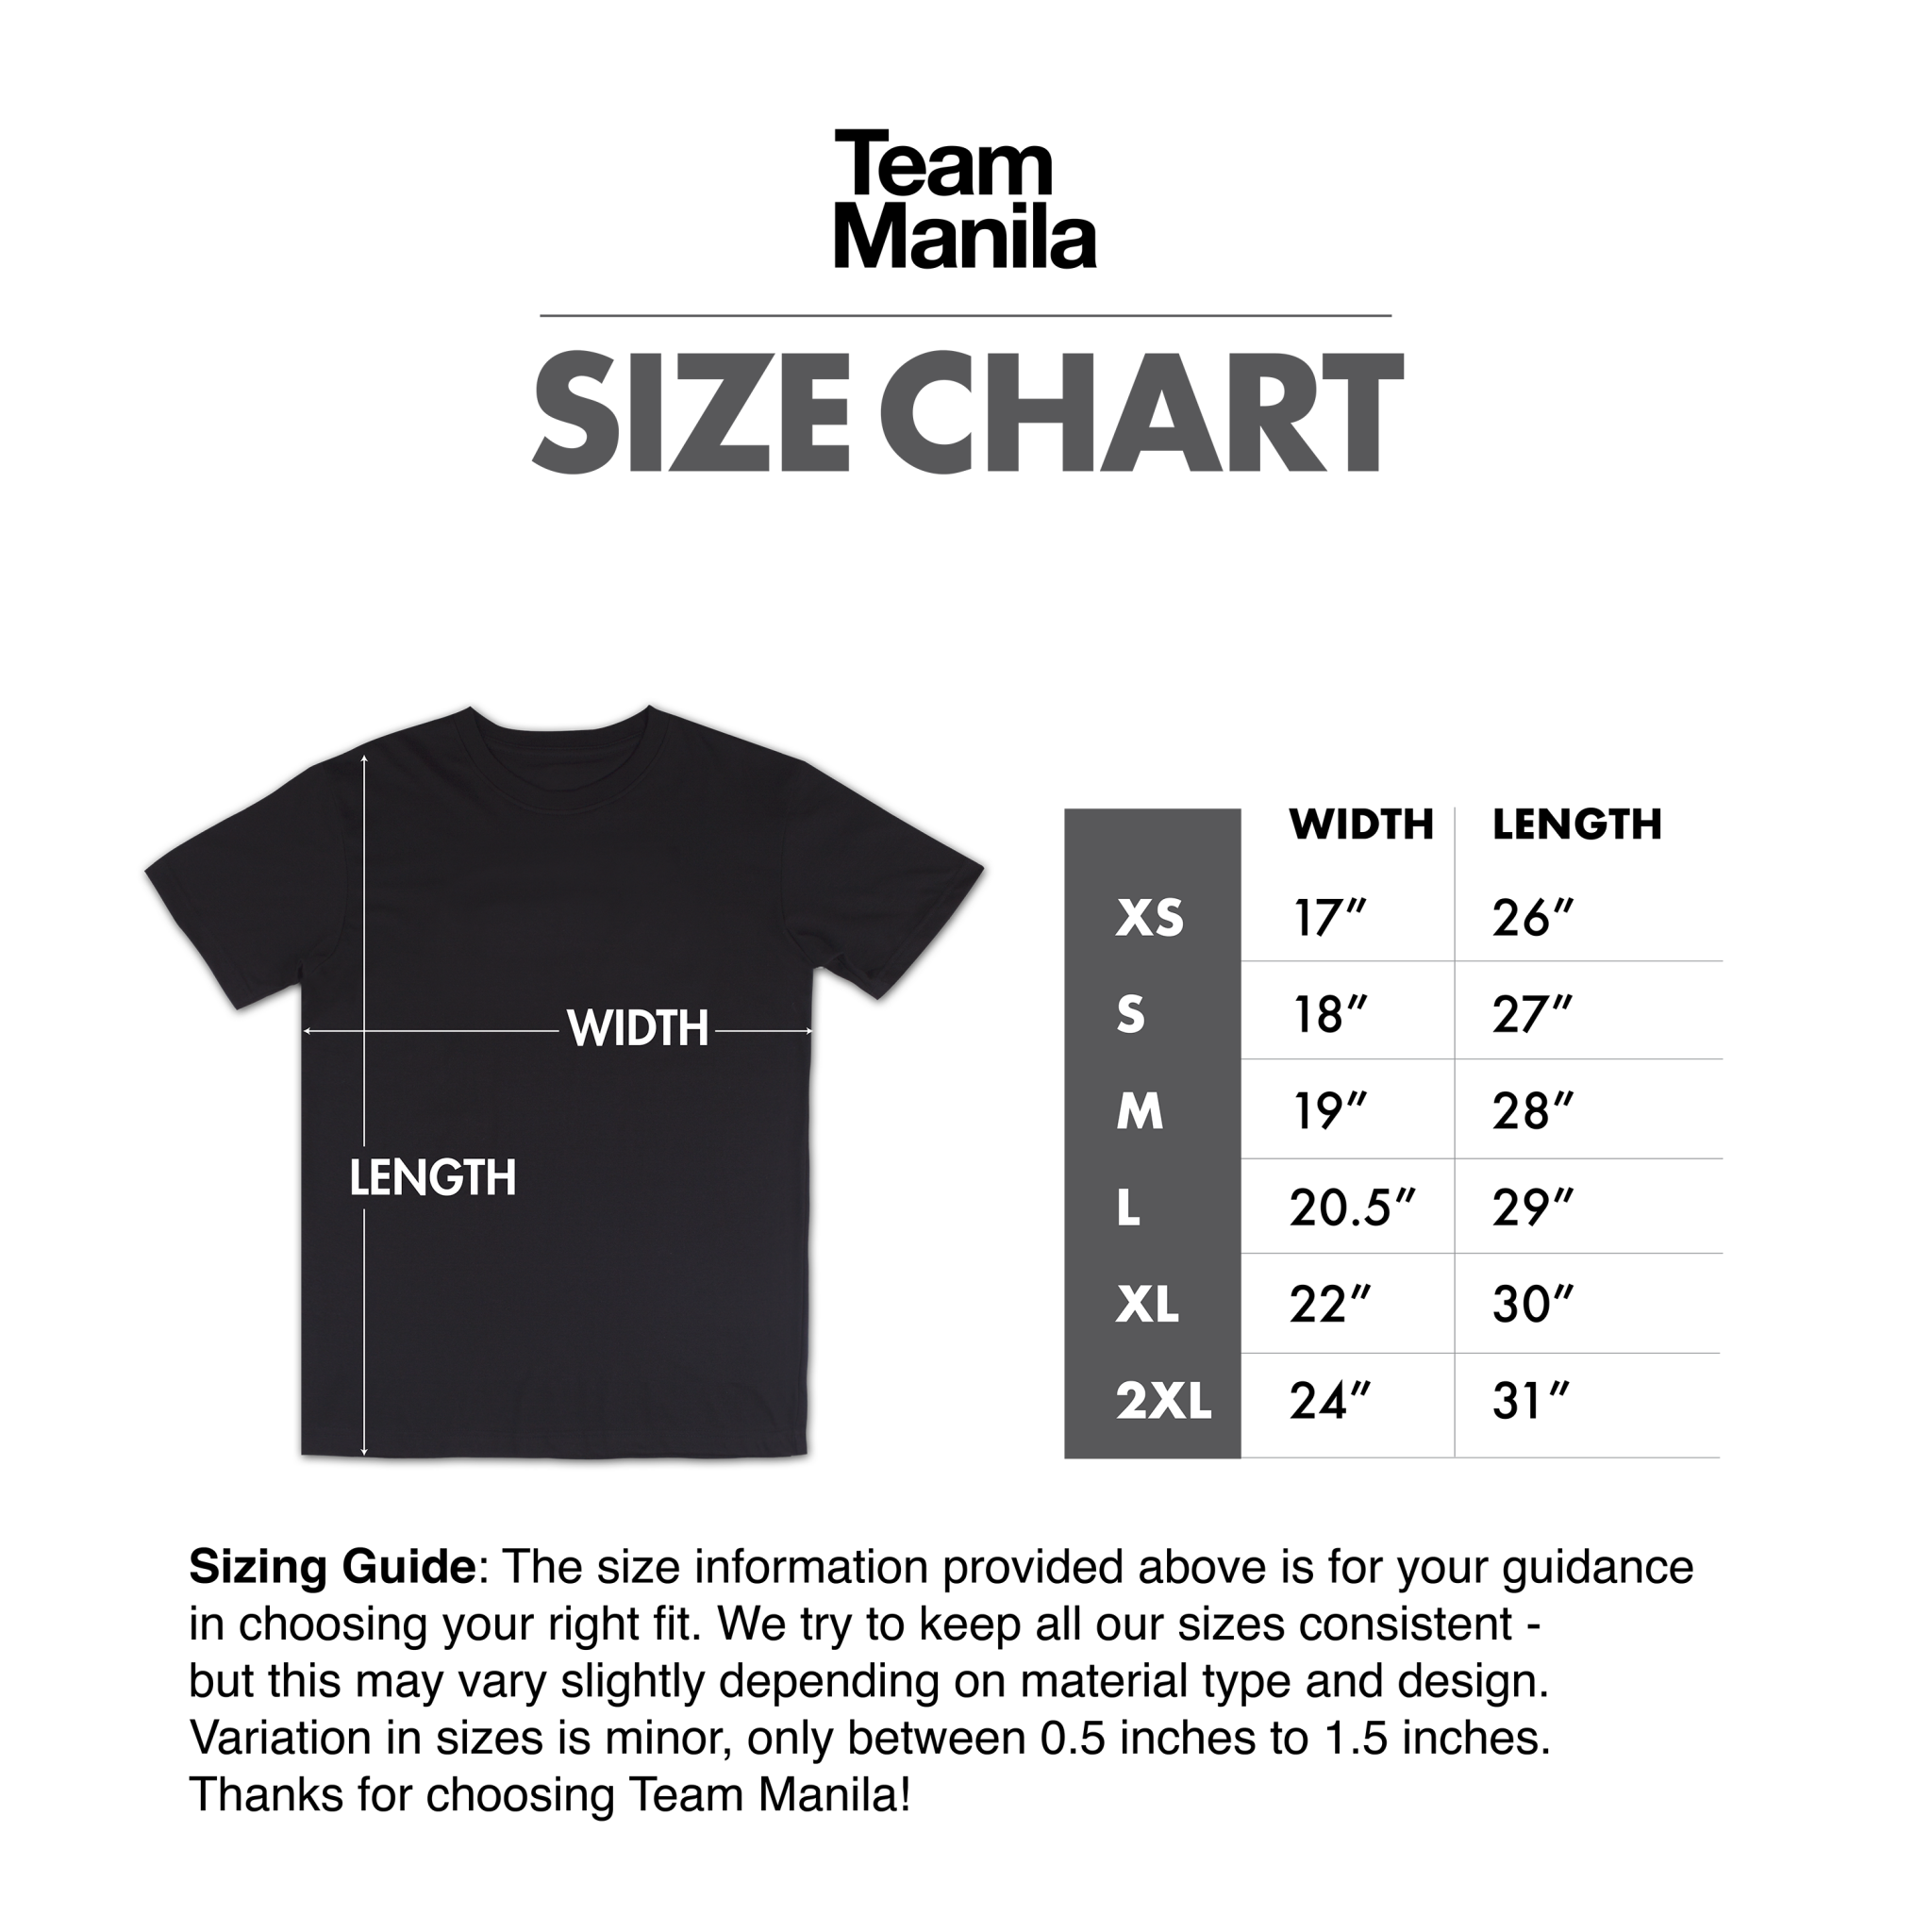 Team
Manila
SIZE CHART
WIDTH
LENGTH
WIDTH LENGTH
XS 17” 26”
S 18” 27”
M 19” 28”
L 20.5” 29”
XL 22” 30”
2XL 24” 31”
Sizing Guide: The size information provided above is for your guidance
in choosing your right fit. We try to keep all our sizes consistent -
but this may vary slightly depending on material type and design.
Variation in sizes is minor, only between 0.5 inches to 1.5 inches.
Thanks for choosing Team Manila!